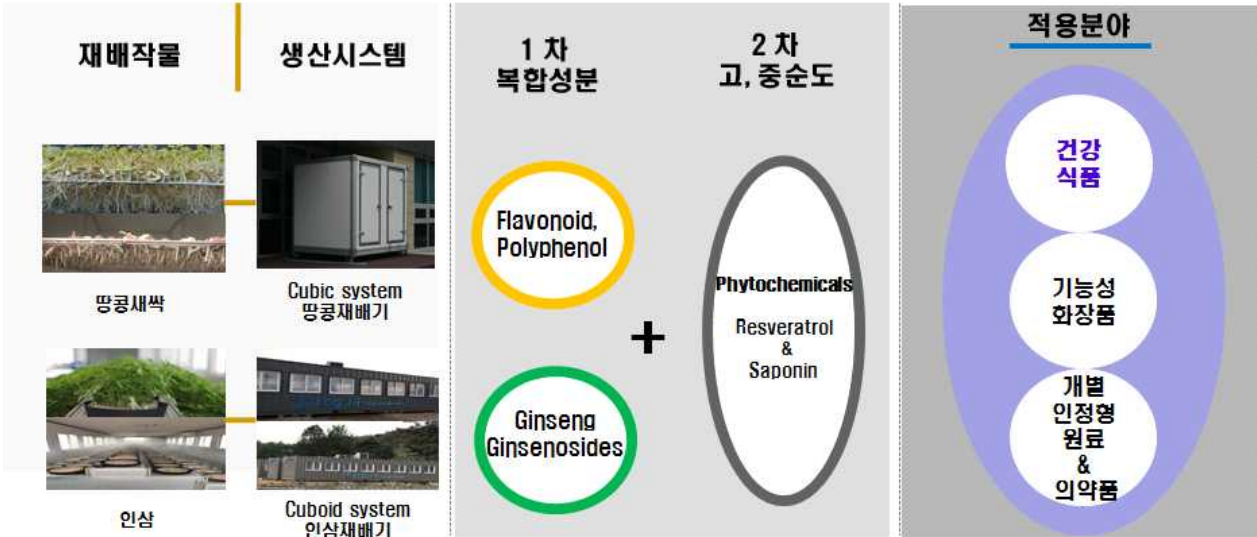 재배작물
생산시스템
땅콩새싹
Cubic system
땅콩재배기
인삼
Cuboid system
인삼재배기
1 차
복합성분
2 차
고, 중순도
Flavonoid,
Polyphenol
Ginseng
Ginsenosides
+
Phytochemicals
Resveratrol
&
Saponin
적용분야
건강
식품
기능성
화장품
개별
인정형
원료
&
의약품